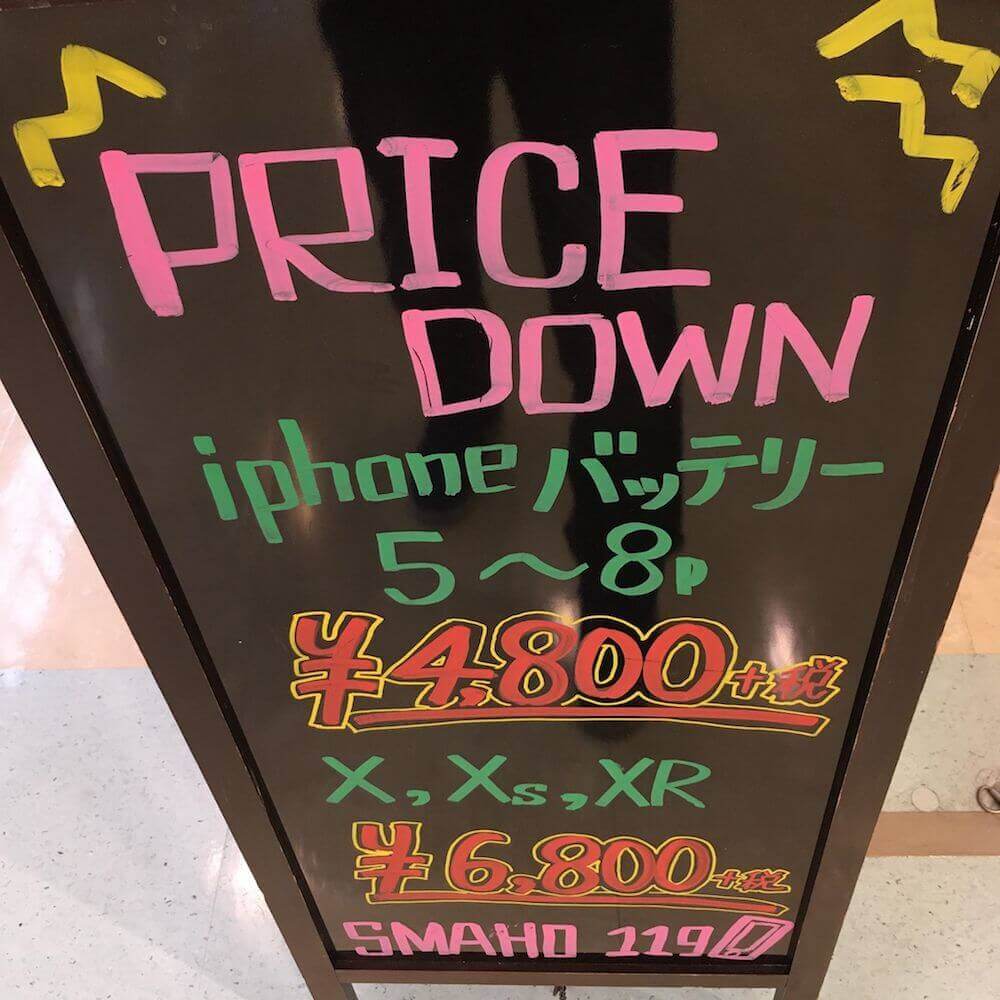 PRICE
DOWN
iphone バッテリー
5〜8p
¥4,800+税
X, Xs, XR
¥6,800+税
SMAHO 119